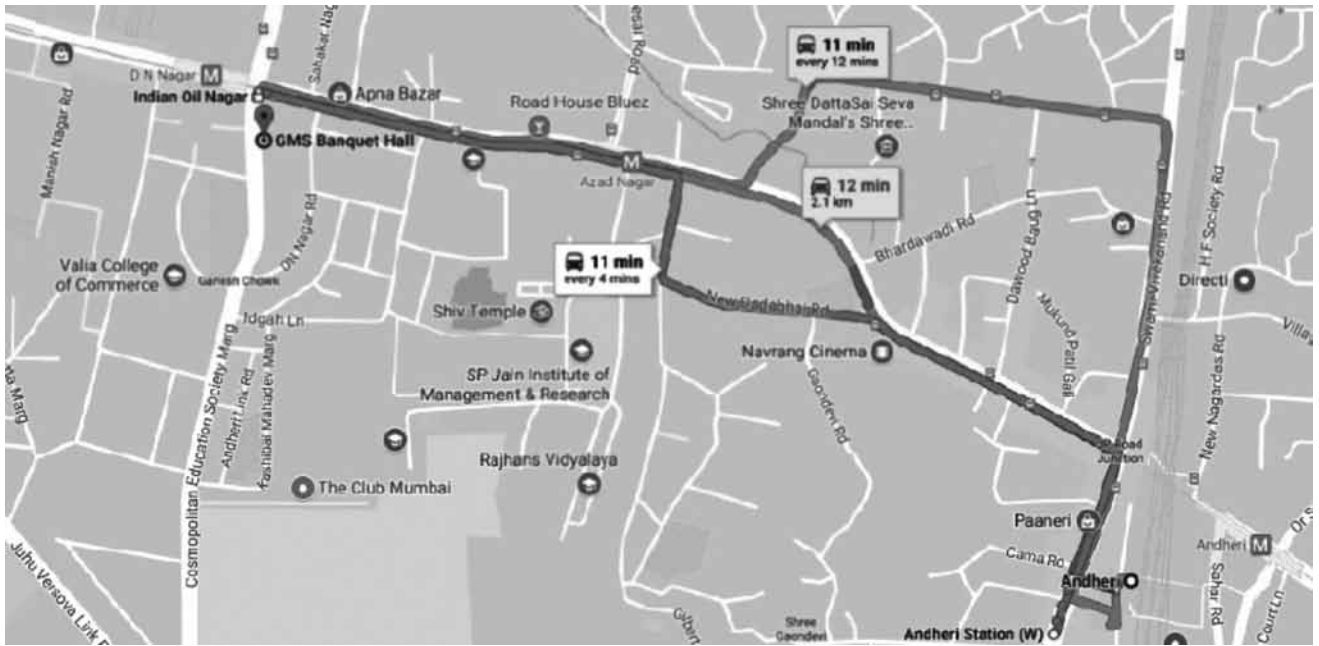 11 min
every 12 mins
D N Nagar
M
Indian Oil Nagar
Apna Bazar
Road House Bluez
Shree DattaSai Seva
Mandal's Shree..
GMS Banquet Hall
M
Azad Nagar
12 min
2.1 km
Manish Nagar Rd
DN Nagar Rd
Bhardawadi Rd
Dawood Baug Ln
H F Society Rd
Valia College
of Commerce
Ganesh Chowk
11 min
every 4 mins
Directi
New Dadabhai Rd
Shiv Temple
Idgah Ln
Mukund Patil Gali
Navrang Cinema
SP Jain Institute of
Management & Research
Gaondevi Rd
New Nagardas Rd
Cosmopolitan Education Society Marg
Andheri Link Rd
Kashibai Mahadev Marg
Junction
Rajhans Vidyalaya
The Club Mumbai
Paaneri
Andheri
M
Cama Rd
Andheri
Sahar Rd
Court Ln
Juhu Versova Link
Shree
Gaondevi
Andheri Station (W)